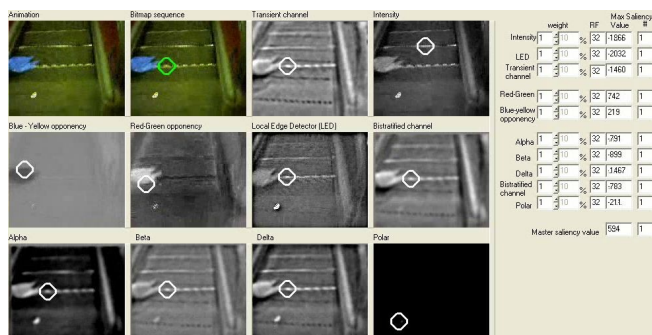 Animation
Bitmap sequence
Transient channel
Intensity
Blue - Yellow opponency
Red-Green opponency
Local Edge Detector (LED)
Bistratified channel
Alpha
Beta
Delta
Polar
weight RF Max Saliency
Value #
Intensity 1 10 % 32 -1866 1
LED 1 10 % 32 -2032 1
Transient
channel 1 10 % 32 -1460 1
Red-Green 1 10 % 32 742 1
Blue-yellow
opponency 1 10 % 32 219 1
Alpha 1 10 % 32 -791 1
Beta 1 10 % 32 -899 1
Delta 1 10 % 32 1467 1
Bistratified
channel 1 10 % 32 -783 1
Polar 1 10 % 32 1
Master saliency value 594 1